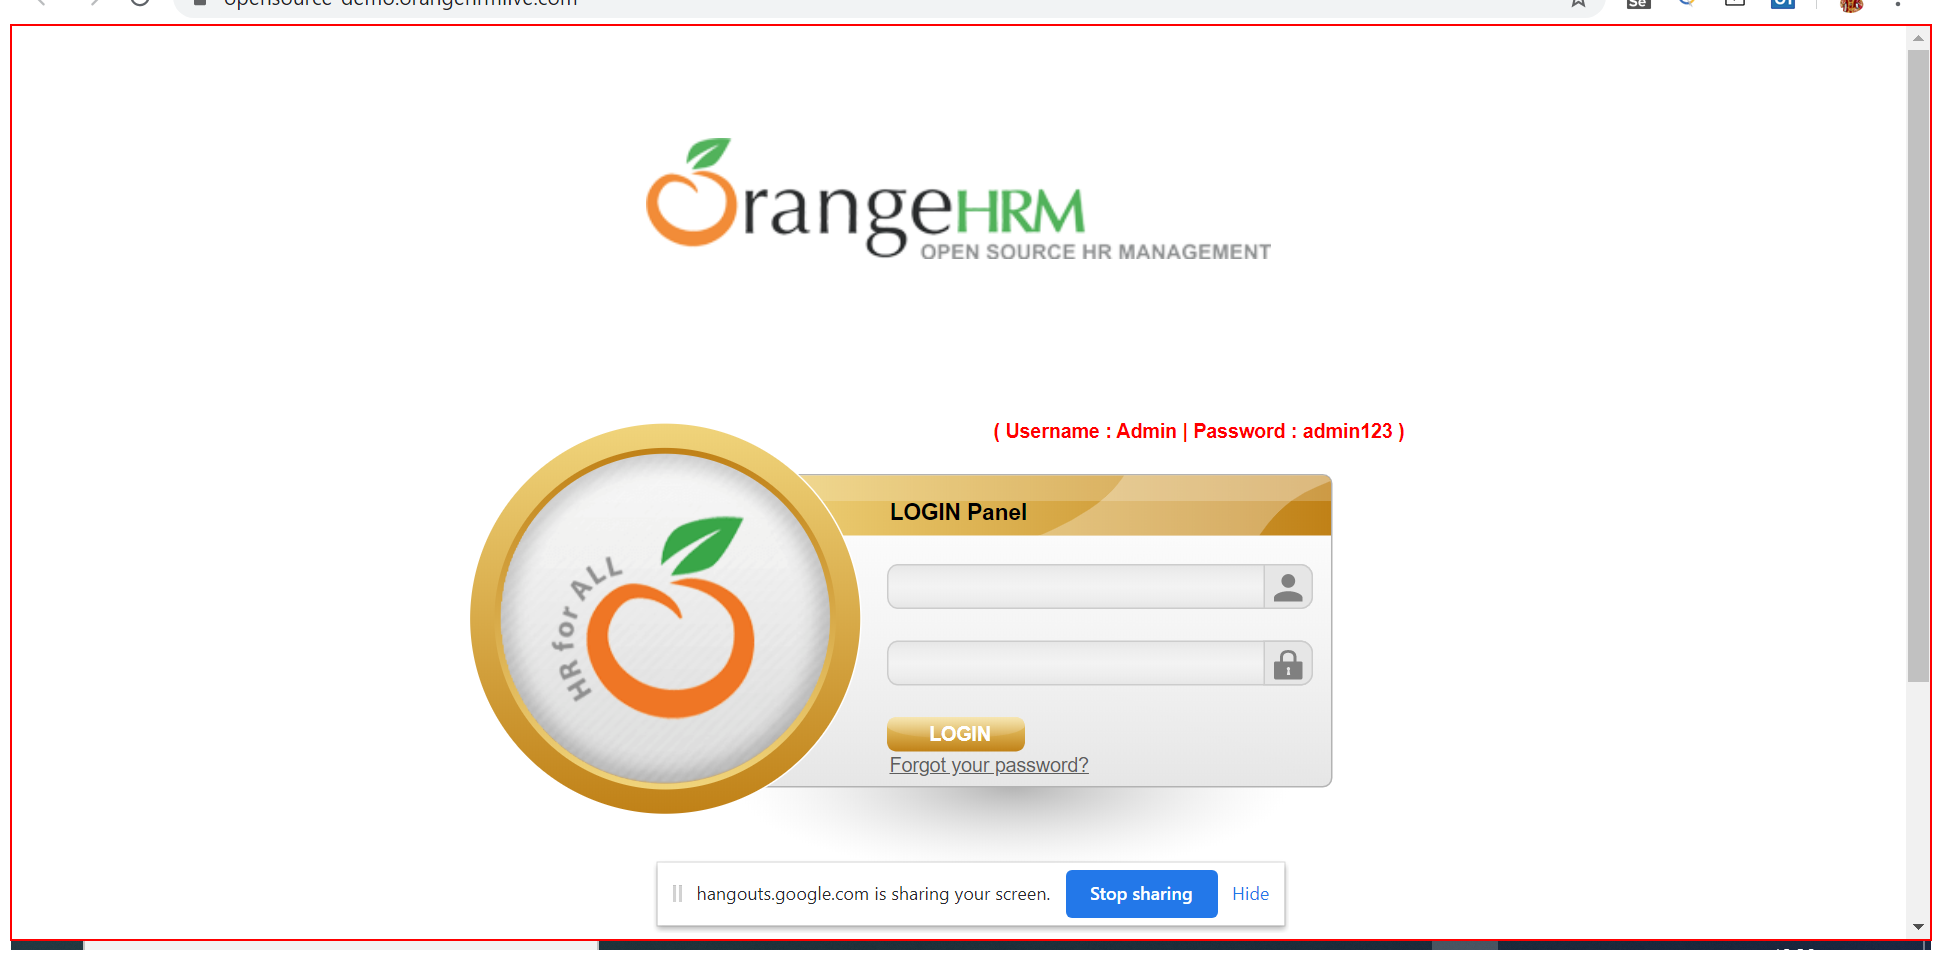 opensource-demo.orangehrmlive.com
Se
OrangeHRM
OPEN SOURCE HR MANAGEMENT
( Username : Admin | Password : admin123 )
LOGIN Panel
HR for ALL
LOGIN
Forgot your password?
hangouts.google.com is sharing your screen.
Stop sharing
Hide